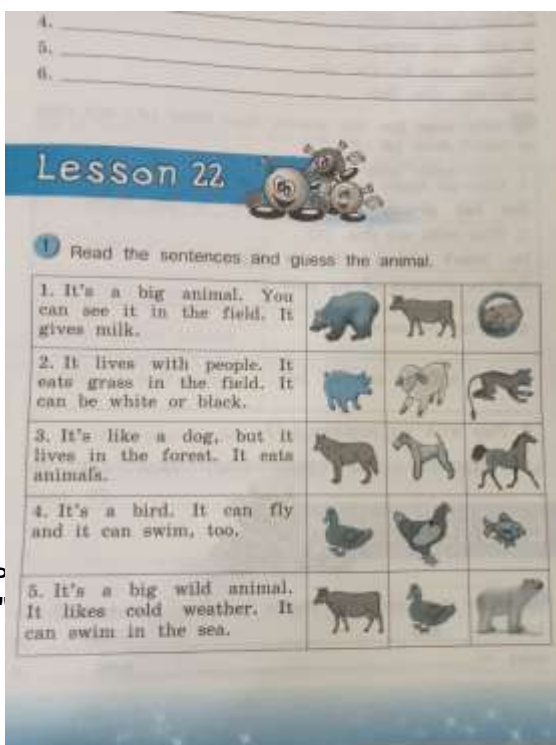 4.
5.
6.
Lesson 22
1 Read the sentences and guess the animal.
1. It's a big animal. You
can see it in the field. It
gives milk.
2. It lives with people. It
eats grass in the field. It
can be white or black.
3. It's like a dog, but it
lives in the forest. It eats
animals.
4. It's a bird. It can fly
and it can swim, too.
5. It's a big wild animal.
It likes cold weather. It
can swim in the sea.